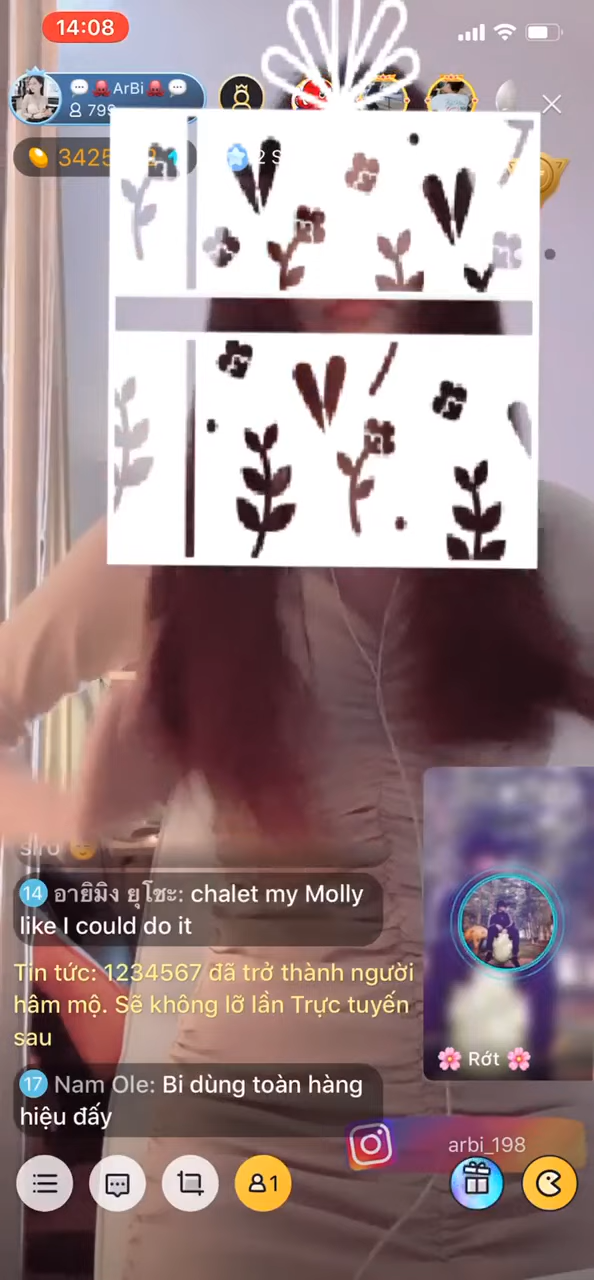 14:08
💬🐙ArBi🐙💬
799
3425
2 S
14 อายิมิง ยูโชะ: chalet my Molly
like I could do it
Tin tức: 1234567 đã trở thành người
hâm mộ. Sẽ không lỡ lần Trực tuyến
sau
🌸 Rớt 🌸
17 Nam Ole: Bi dùng toàn hàng
hiệu đấy
arbi_198
1